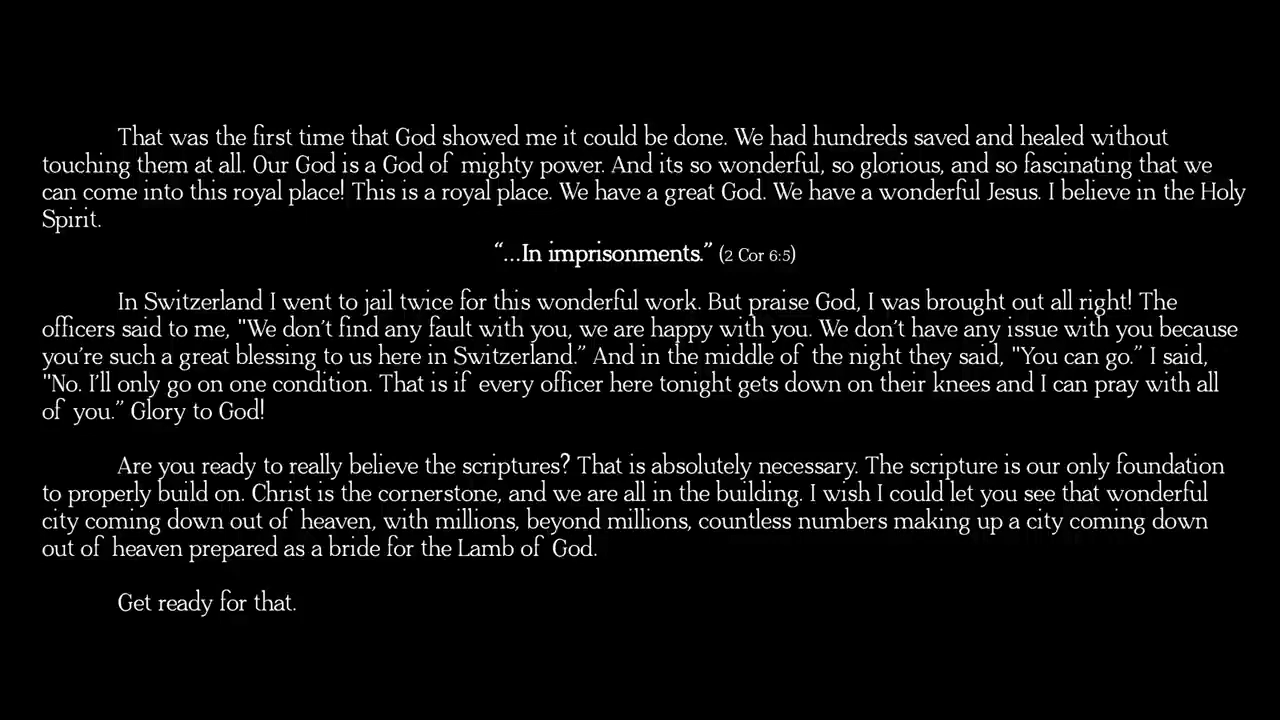 That was the first time that God showed me it could be done. We had hundreds saved and healed without
touching them at all. Our God is a God of mighty power. And its so wonderful, so glorious, and so fascinating that we
can come into this royal place! This is a royal place. We have a great God. We have a wonderful Jesus. I believe in the Holy
Spirit.
“...In imprisonments.” (2 Cor 6:5)
In Switzerland I went to jail twice for this wonderful work. But praise God, I was brought out all right! The
officers said to me, "We don’t find any fault with you, we are happy with you. We don’t have any issue with you because
you’re such a great blessing to us here in Switzerland.” And in the middle of the night they said, "You can go.” I said,
"No. I’ll only go on one condition. That is if every officer here tonight gets down on their knees and I can pray with all
of you.” Glory to God!
Are you ready to really believe the scriptures? That is absolutely necessary. The scripture is our only foundation
to properly build on. Christ is the cornerstone, and we are all in the building. I wish I could let you see that wonderful
city coming down out of heaven, with millions, beyond millions, countless numbers making up a city coming down
out of heaven prepared as a bride for the Lamb of God.
Get ready for that.